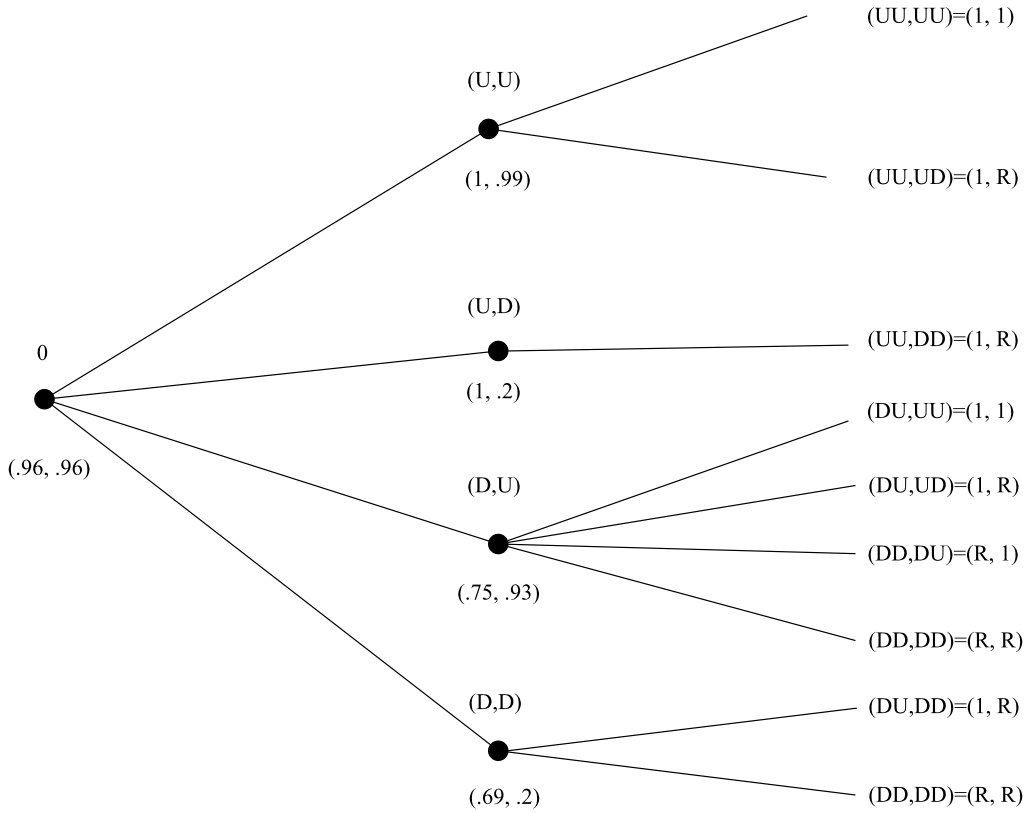 (UU,UU)=(1, 1)
(U,U)
(1, .99)
(UU,UD)=(1, R)
(U,D)
(UU,DD)=(1, R)
0
(1, .2)
(DU,UU)=(1, 1)
(.96, .96)
(D,U)
(DU,UD)=(1, R)
(DD,DU)=(R, 1)
(.75, .93)
(DD,DD)=(R, R)
(D,D)
(DU,DD)=(1, R)
(.69, .2)
(DD,DD)=(R, R)